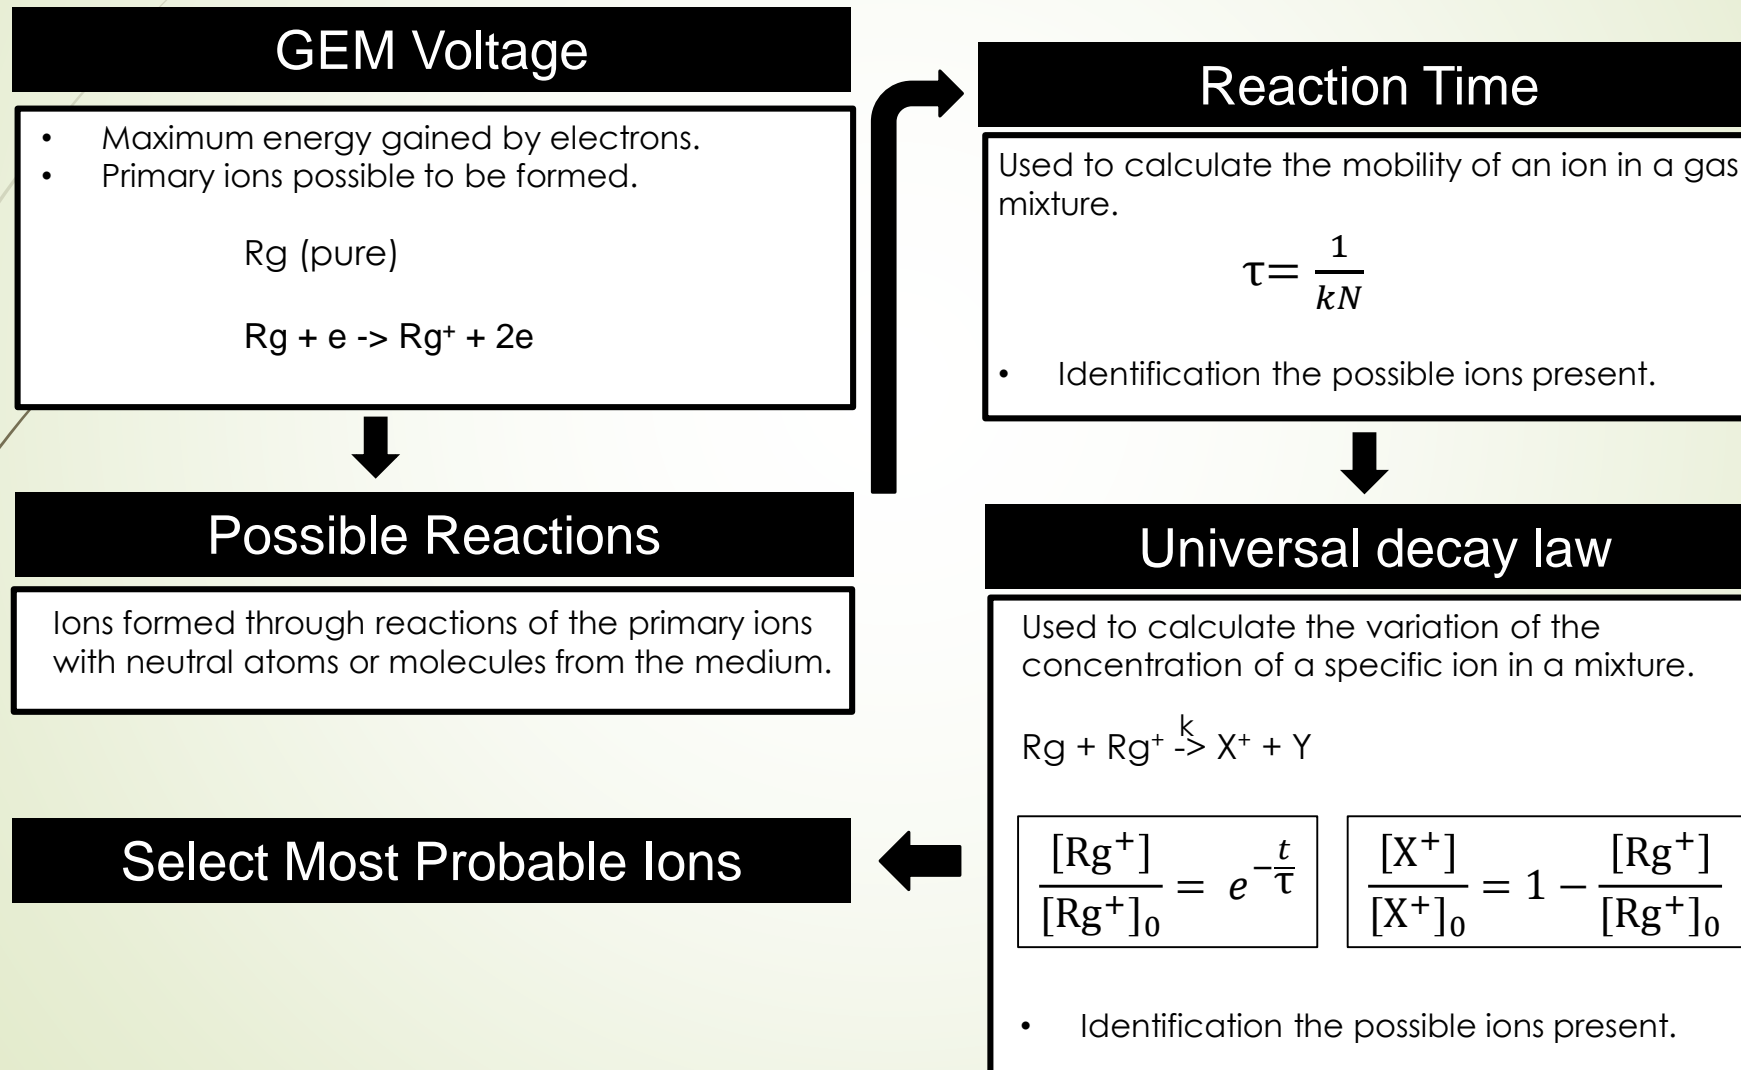 GEM Voltage
• Maximum energy gained by electrons.
• Primary ions possible to be formed.
Rg (pure)
Rg + e -> Rg⁺ + 2e
Possible Reactions
Ions formed through reactions of the primary ions
with neutral atoms or molecules from the medium.
Reaction Time
Used to calculate the mobility of an ion in a gas
mixture.
τ= 1/kN
• Identification the possible ions present.
Universal decay law
Used to calculate the variation of the
concentration of a specific ion in a mixture.
k
Rg + Rg⁺ -> X⁺ + Y
[Rg⁺]/[Rg⁺]₀ = e^(−t/τ)
[X⁺]/[X⁺]₀ = 1 − [Rg⁺]/[Rg⁺]₀
• Identification the possible ions present.
Select Most Probable Ions